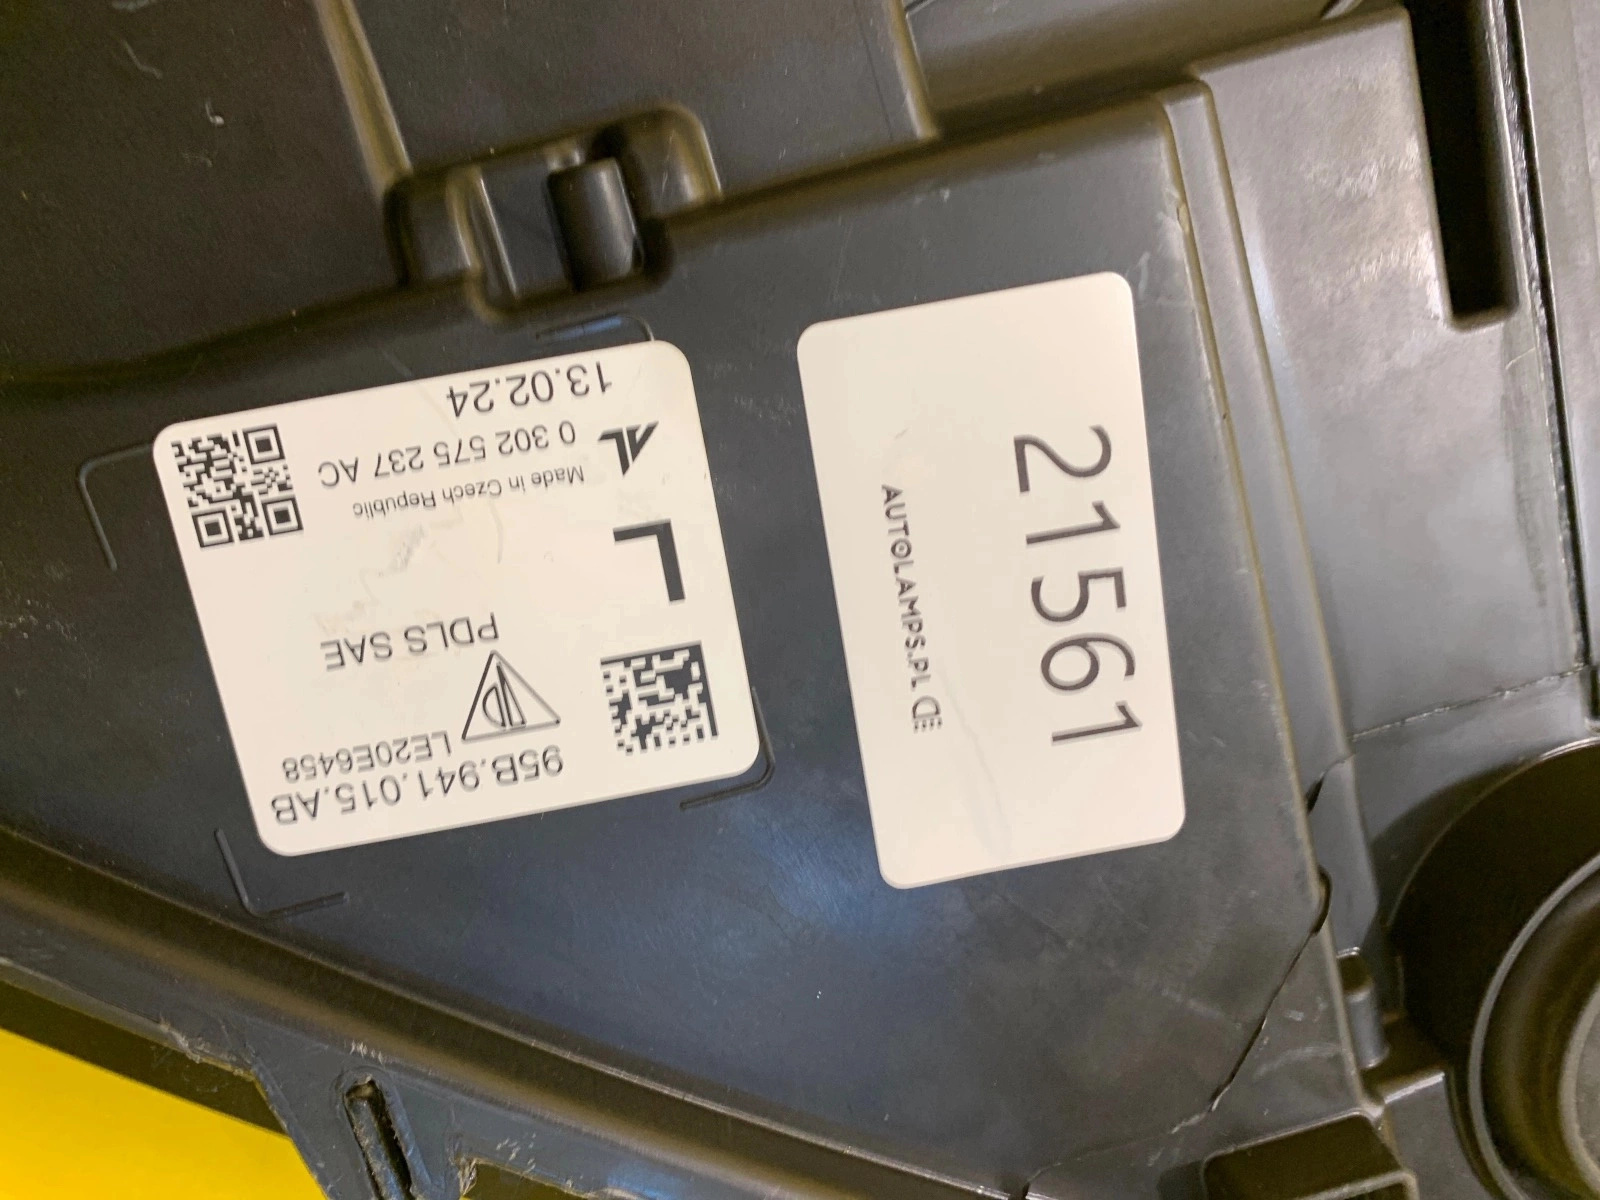 95B.941.015.AB
LE20E6458
PDLS SAE
L
Made in Czech Republic
0 302 575 237 AC
AL
13.02.24
21561
AUTOLAMPS.PL